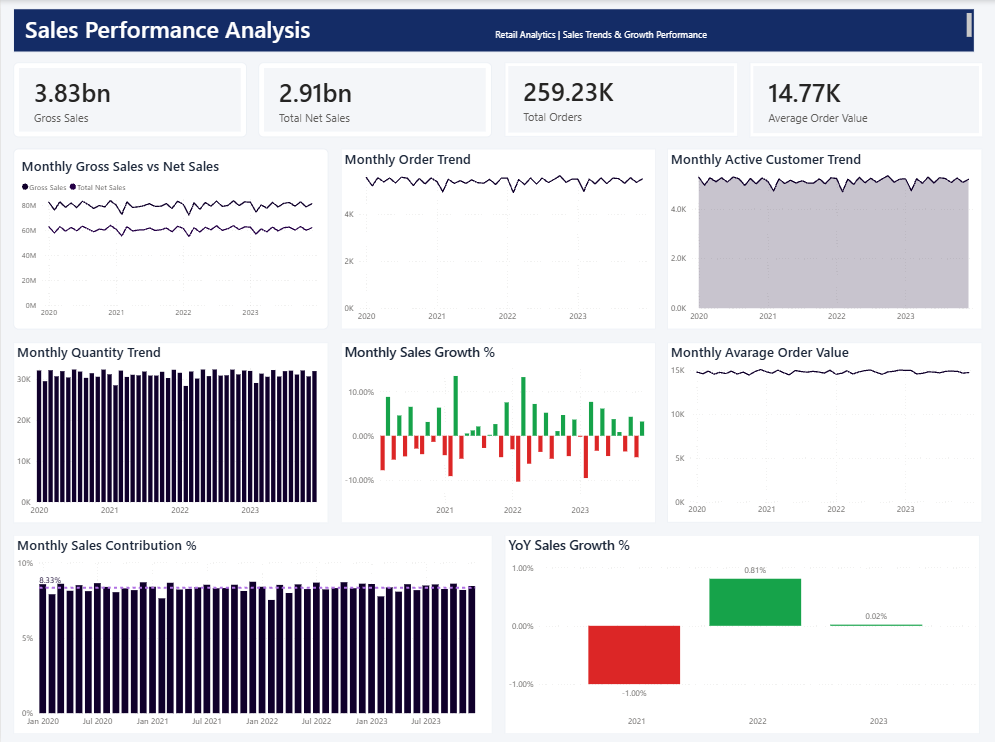 Sales Performance Analysis
Retail Analytics | Sales Trends & Growth Performance
3.83bn
Gross Sales
2.91bn
Total Net Sales
259.23K
Total Orders
14.77K
Average Order Value
Monthly Gross Sales vs Net Sales
Gross Sales Total Net Sales
80M
60M
40M
20M
0M
2020 2021 2022 2023
Monthly Order Trend
4K
2K
0K
2020 2021 2022 2023
Monthly Active Customer Trend
4.0K
2.0K
0.0K
2020 2021 2022 2023
Monthly Quantity Trend
30K
20K
10K
0K
2020 2021 2022 2023
Monthly Sales Growth %
10.00%
0.00%
-10.00%
2021 2022 2023
Monthly Avarage Order Value
15K
10K
5K
0K
2020 2021 2022 2023
Monthly Sales Contribution %
10%
8.33%
5%
0%
Jan 2020 Jul 2020 Jan 2021 Jul 2021 Jan 2022 Jul 2022 Jan 2023 Jul 2023
YoY Sales Growth %
1.00%
0.00%
-1.00%
0.81%
0.02%
-1.00%
2021 2022 2023